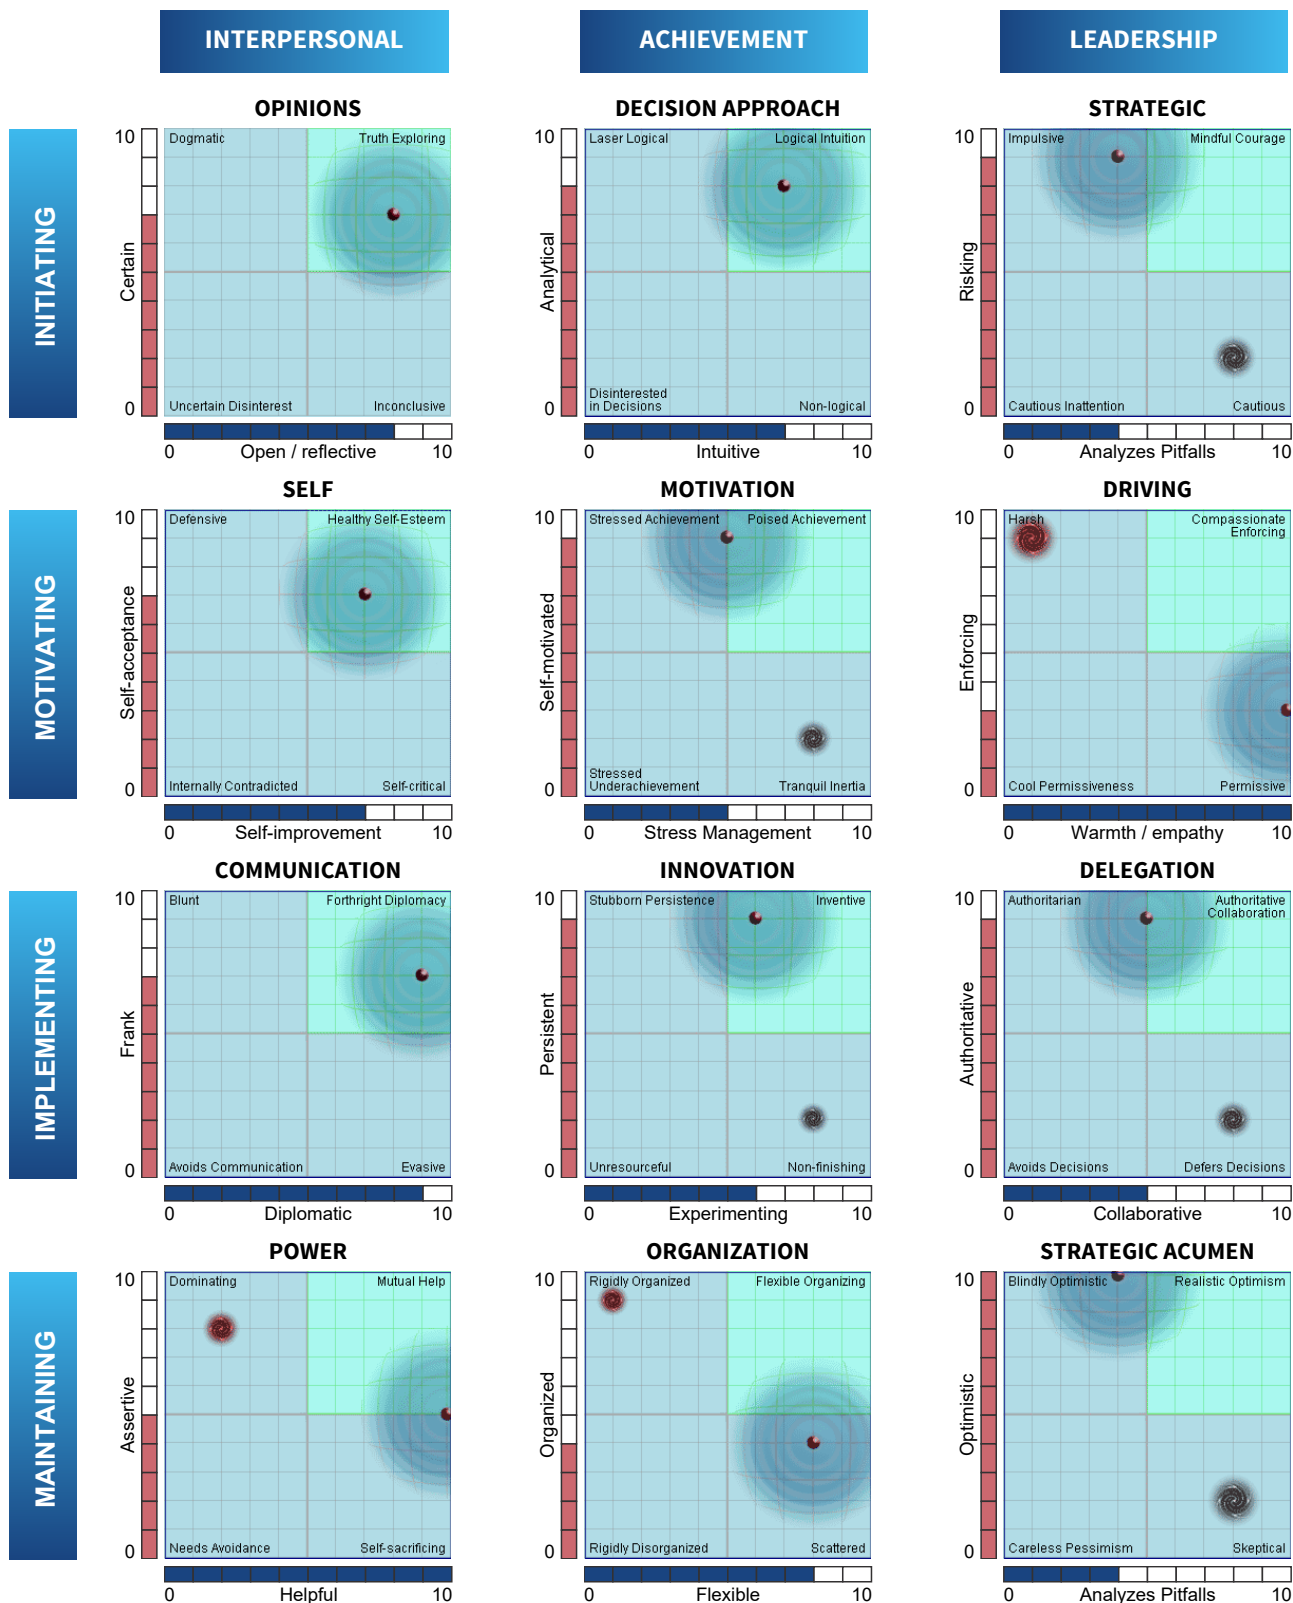 INTERPERSONAL
ACHIEVEMENT
LEADERSHIP
INITIATING
OPINIONS
10
Certain
0
Dogmatic
Truth Exploring
Uncertain Disinterest
Inconclusive
0
Open / reflective
10
DECISION APPROACH
10
Analytical
0
Laser Logical
Logical Intuition
Disinterested
in Decisions
Non-logical
0
Intuitive
10
STRATEGIC
10
Risking
0
Impulsive
Mindful Courage
Cautious Inattention
Cautious
0
Analyzes Pitfalls
10
MOTIVATING
SELF
10
Self-acceptance
0
Defensive
Healthy Self-Esteem
Internally Contradicted
Self-critical
0
Self-improvement
10
MOTIVATION
10
Self-motivated
0
Stressed Achievement
Poised Achievement
Stressed
Underachievement
Tranquil Inertia
0
Stress Management
10
DRIVING
10
Enforcing
0
Harsh
Compassionate
Enforcing
Cool Permissiveness
Permissive
0
Warmth / empathy
10
IMPLEMENTING
COMMUNICATION
10
Frank
0
Blunt
Forthright Diplomacy
Avoids Communication
Evasive
0
Diplomatic
10
INNOVATION
10
Persistent
0
Stubborn Persistence
Inventive
Unresourceful
Non-finishing
0
Experimenting
10
DELEGATION
10
Authoritative
0
Authoritarian
Authoritative
Collaboration
Avoids Decisions
Defers Decisions
0
Collaborative
10
MAINTAINING
POWER
10
Assertive
0
Dominating
Mutual Help
Needs Avoidance
Self-sacrificing
0
Helpful
10
ORGANIZATION
10
Organized
0
Rigidly Organized
Flexible Organizing
Rigidly Disorganized
Scattered
0
Flexible
10
STRATEGIC ACUMEN
10
Optimistic
0
Blindly Optimistic
Realistic Optimism
Careless Pessimism
Skeptical
0
Analyzes Pitfalls
10